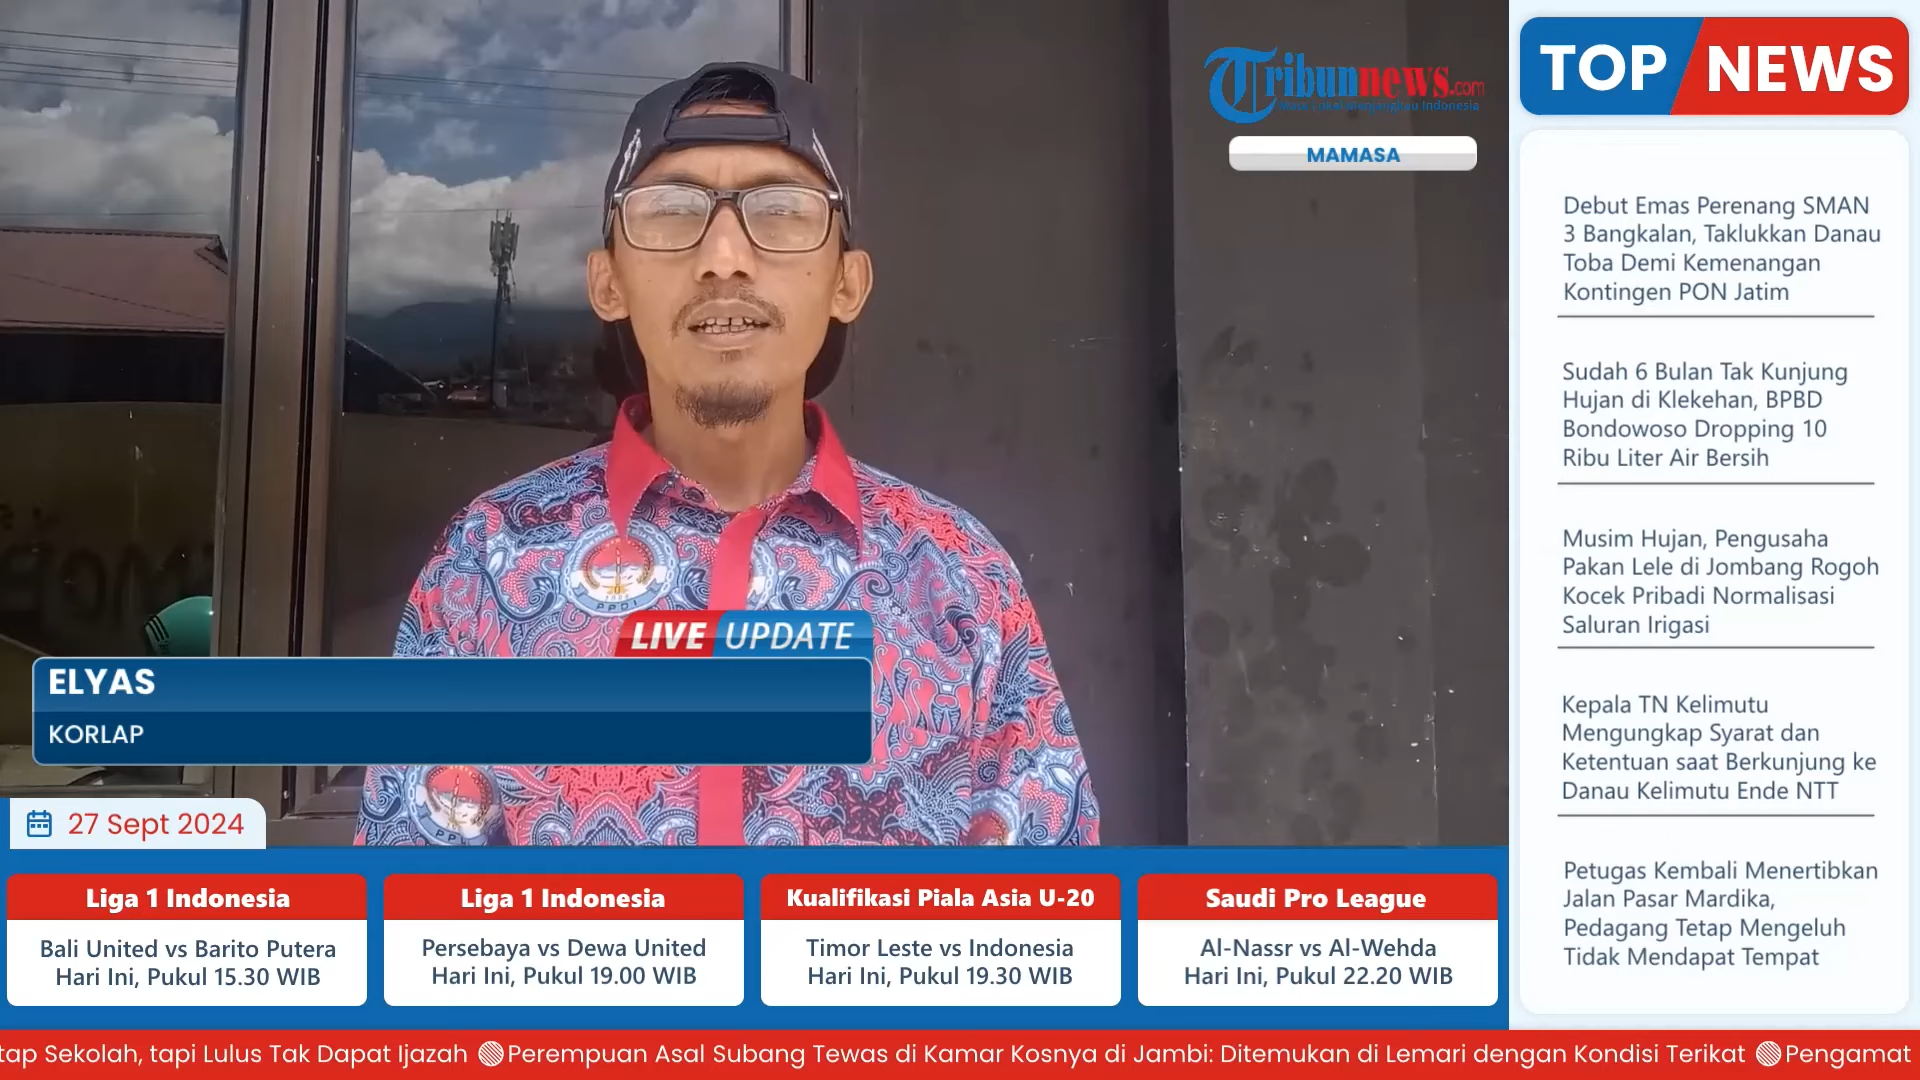 Tribunnews.com
Mata Lokal Menjangkau Indonesia
MAMASA
PPDI
LIVE UPDATE
ELYAS
KORLAP
27 Sept 2024
TOP NEWS
Debut Emas Perenang SMAN
3 Bangkalan, Taklukkan Danau
Toba Demi Kemenangan
Kontingen PON Jatim
Sudah 6 Bulan Tak Kunjung
Hujan di Klekehan, BPBD
Bondowoso Dropping 10
Ribu Liter Air Bersih
Musim Hujan, Pengusaha
Pakan Lele di Jombang Rogoh
Kocek Pribadi Normalisasi
Saluran Irigasi
Kepala TN Kelimutu
Mengungkap Syarat dan
Ketentuan saat Berkunjung ke
Danau Kelimutu Ende NTT
Petugas Kembali Menertibkan
Jalan Pasar Mardika,
Pedagang Tetap Mengeluh
Tidak Mendapat Tempat
Liga 1 Indonesia
Bali United vs Barito Putera
Hari Ini, Pukul 15.30 WIB
Liga 1 Indonesia
Persebaya vs Dewa United
Hari Ini, Pukul 19.00 WIB
Kualifikasi Piala Asia U-20
Timor Leste vs Indonesia
Hari Ini, Pukul 19.30 WIB
Saudi Pro League
Al-Nassr vs Al-Wehda
Hari Ini, Pukul 22.20 WIB
tap Sekolah, tapi Lulus Tak Dapat Ijazah Perempuan Asal Subang Tewas di Kamar Kosnya di Jambi: Ditemukan di Lemari dengan Kondisi Terikat Pengamat